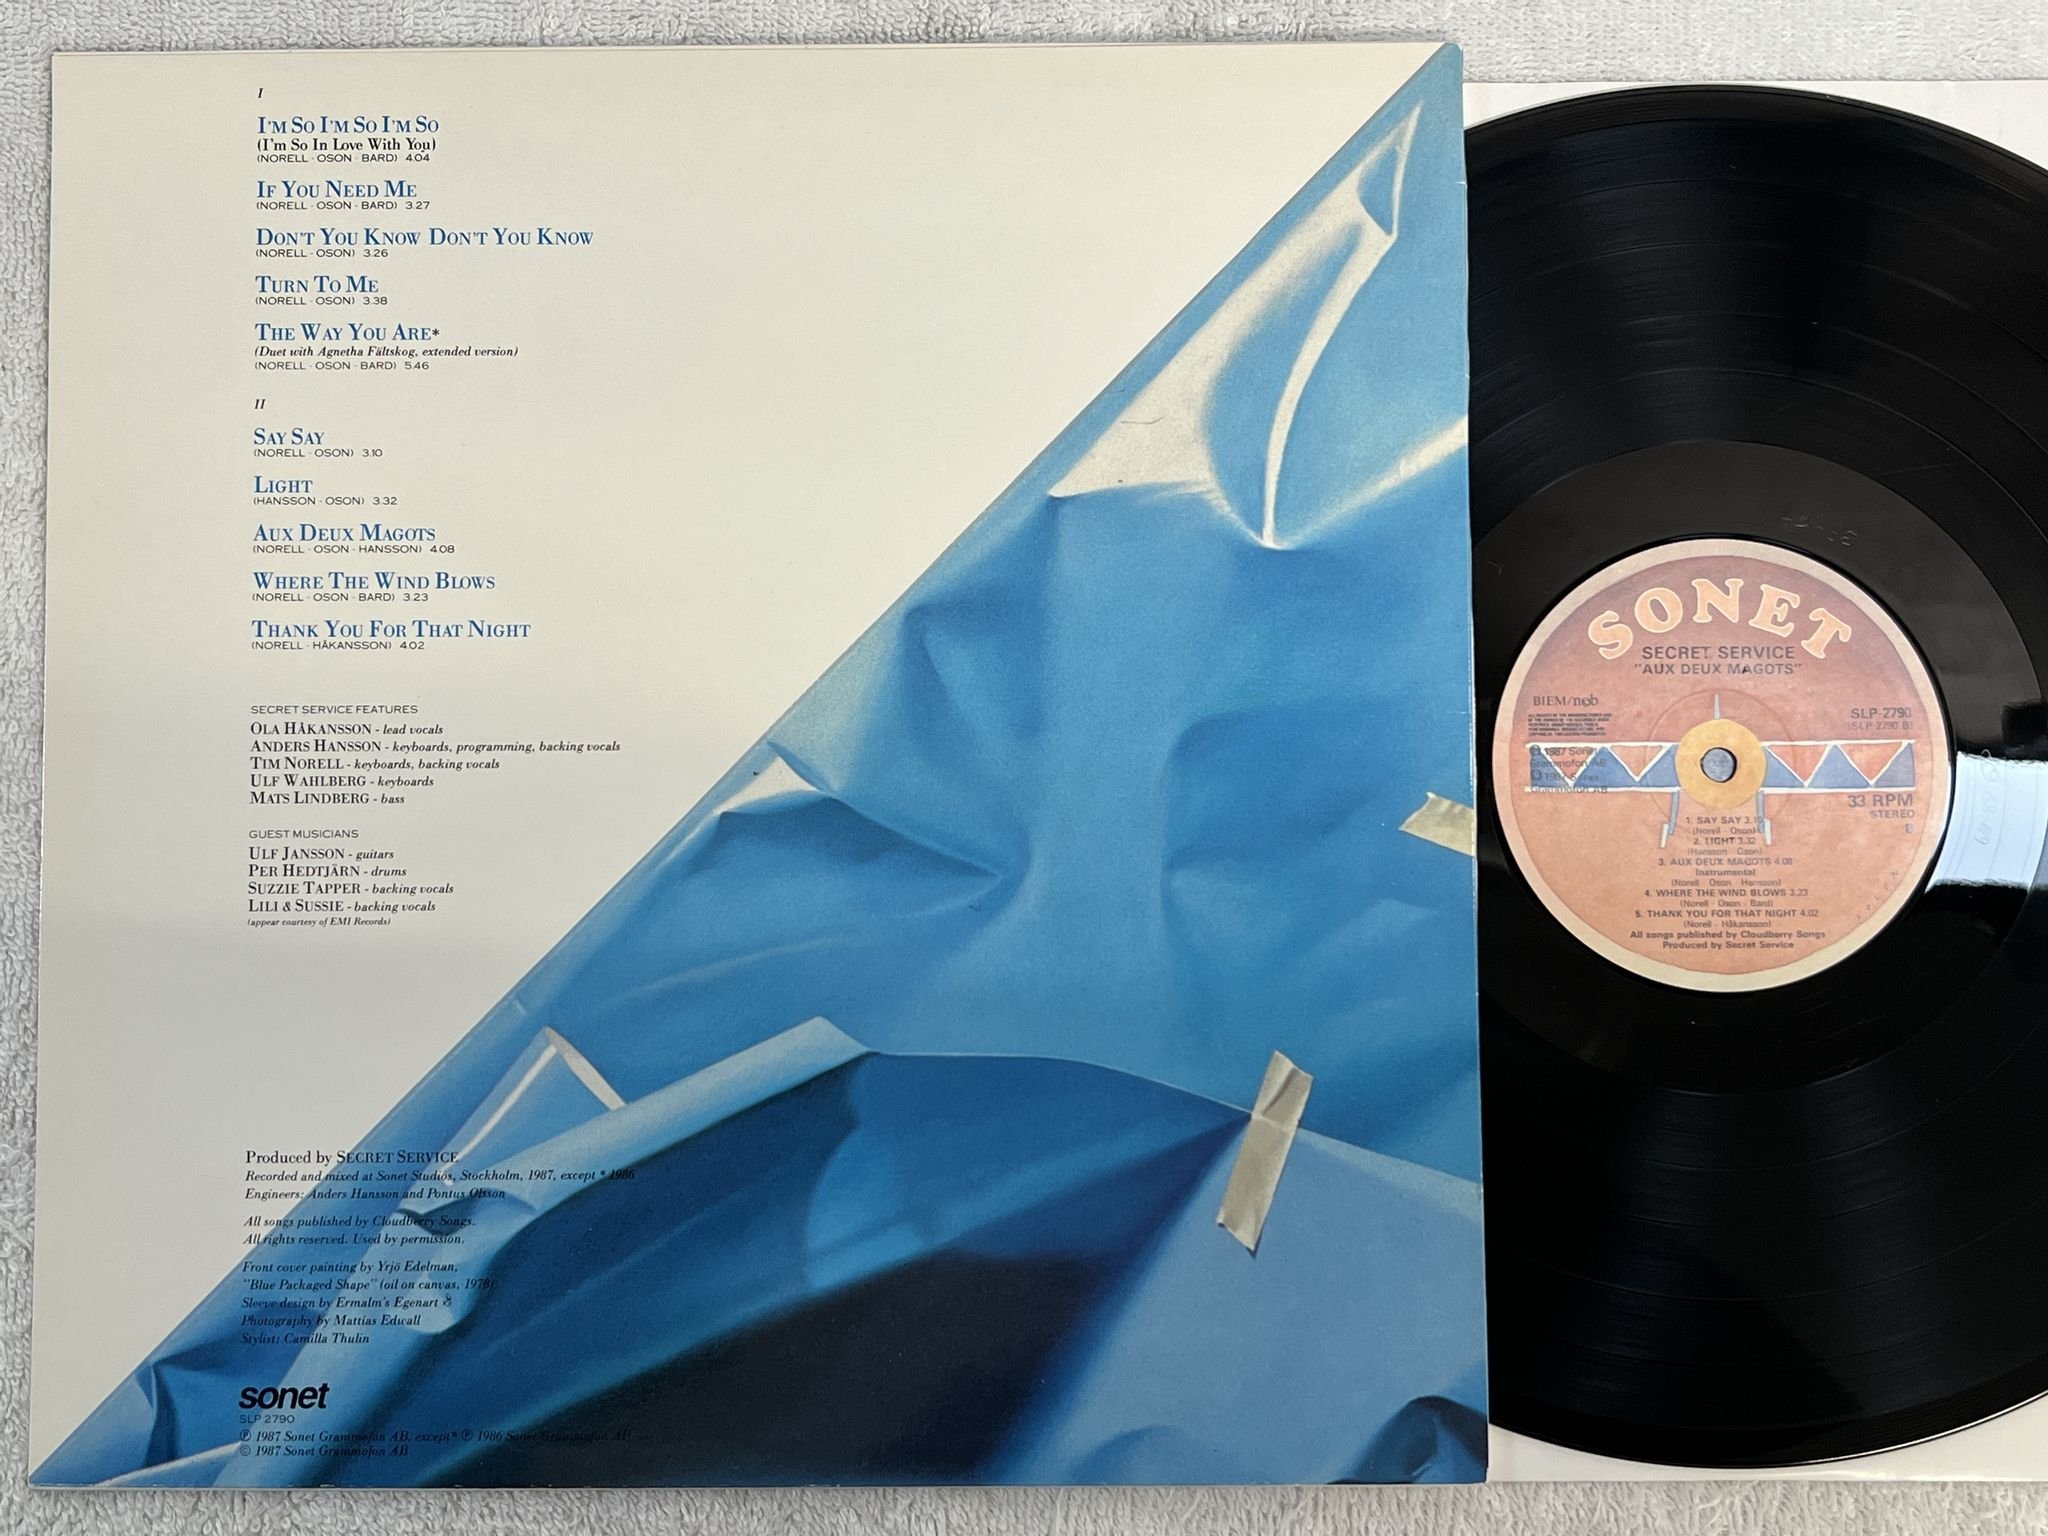 I
I'M SO I'M SO I'M SO
(I'm So In Love With You)
(NORELL - OSON - BARD) 4.04
IF YOU NEED ME
(NORELL - OSON - BARD) 3.27
DON'T YOU KNOW DON'T YOU KNOW
(NORELL - OSON) 3.26
TURN TO ME
(NORELL - OSON) 3.38
THE WAY YOU ARE*
(Duet with Agnetha Fältskog, extended version)
(NORELL - OSON - BARD) 5.46
II
SAY SAY
(NORELL - OSON) 3.10
LIGHT
(HANSSON - OSON) 3.32
AUX DEUX MAGOTS
(NORELL - OSON - HANSSON) 4.08
WHERE THE WIND BLOWS
(NORELL - OSON - BARD) 3.23
THANK YOU FOR THAT NIGHT
(NORELL - HÅKANSSON) 4.02
SECRET SERVICE FEATURES
OLA HÅKANSSON - lead vocals
ANDERS HANSSON - keyboards, programming, backing vocals
TIM NORELL - keyboards, backing vocals
ULF WAHLBERG - keyboards
MATS LINDBERG - bass
GUEST MUSICIANS
ULF JANSSON - guitars
PER HEDTJÄRN - drums
SUZZIE TAPPER - backing vocals
LILI & SUSSIE - backing vocals
(appear courtesy of EMI Records)
Produced by SECRET SERVICE
Recorded and mixed at Sonet Studios, Stockholm, 1987, except * 1986
Engineers: Anders Hansson and Pontus Olsson
All songs published by Cloudberry Songs.
All rights reserved. Used by permission.
Front cover painting by Yrjö Edelman,
"Blue Packaged Shape" (oil on canvas, 1978)
Sleeve design by Ermalm's Egenart
Photography by Mattias Edwall
Stylist: Camilla Thulin
sonet
SLP 2790
℗ 1987 Sonet Grammofon AB, except* ℗ 1986 Sonet Grammofon AB
© 1987 Sonet Grammofon AB
SONET
SECRET SERVICE
"AUX DEUX MAGOTS"
BIEM/ncb
SLP-2790
(SLP 2790 B)
℗ 1987 Sonet
Grammofon AB
© 1987 Sonet
Grammofon AB
33 RPM
STEREO
1. SAY SAY 3.10
(Norell - Oson)
2. LIGHT 3.32
(Hansson - Oson)
3. AUX DEUX MAGOTS 4.08
Instrumental
(Norell - Oson - Hansson)
4. WHERE THE WIND BLOWS 3.23
(Norell - Oson - Bard)
5. THANK YOU FOR THAT NIGHT 4.02
(Norell - Håkansson)
All songs published by Cloudberry Songs
Produced by Secret Service